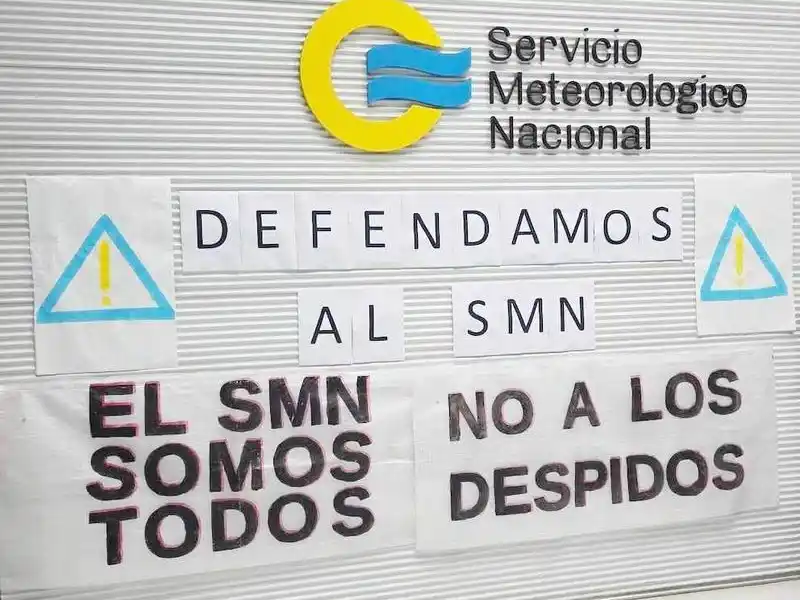 Servicio
Meteorologico
Nacional
DEFENDAMOS
AL SMN
EL SMN
SOMOS
TODOS
NO A LOS
DESPIDOS